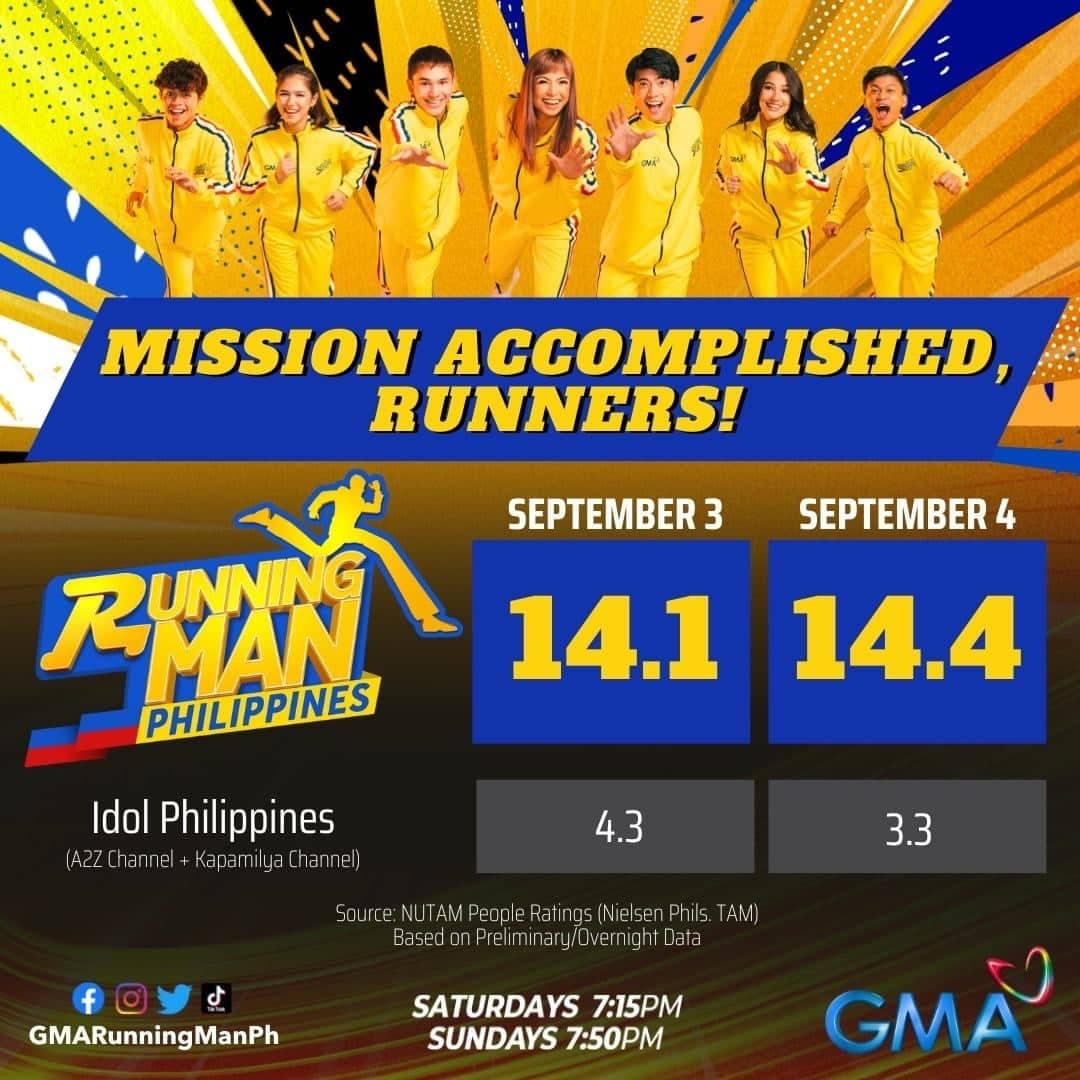 MISSION ACCOMPLISHED,
RUNNERS!
SEPTEMBER 3
SEPTEMBER 4
RUNNING
MAN
PHILIPPINES
14.1
14.4
Idol Philippines
(A2Z Channel + Kapamilya Channel)
4.3
3.3
Source: NUTAM People Ratings (Nielsen Phils. TAM)
Based on Preliminary/Overnight Data
GMARunningManPh
SATURDAYS 7:15PM
SUNDAYS 7:50PM
GMA